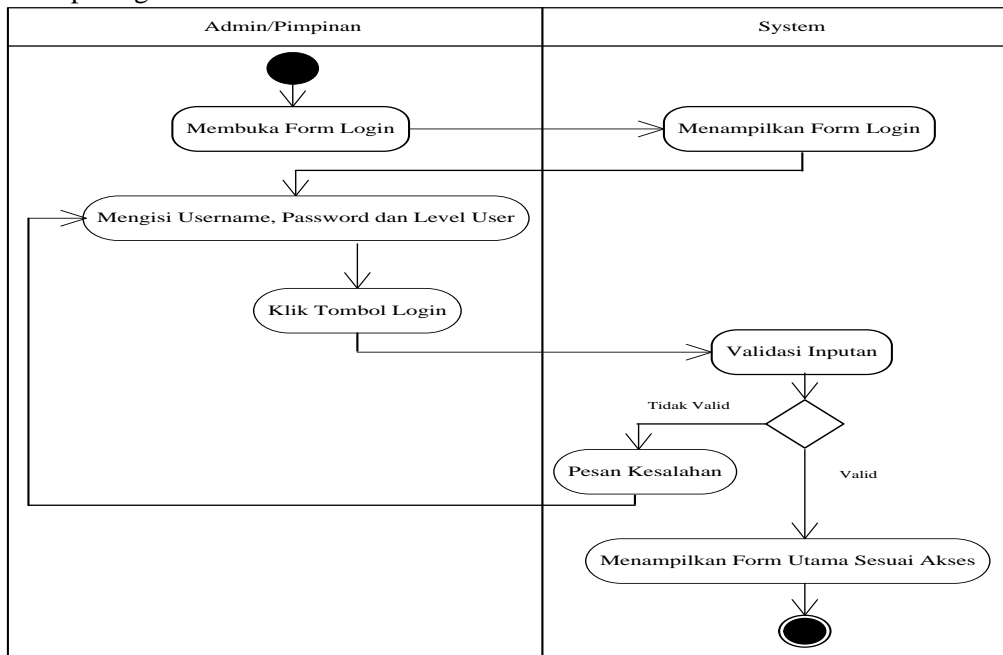 Admin/Pimpinan
System
Membuka Form Login
Menampilkan Form Login
Mengisi Username, Password dan Level User
Klik Tombol Login
Validasi Inputan
Tidak Valid
Pesan Kesalahan
Valid
Menampilkan Form Utama Sesuai Akses